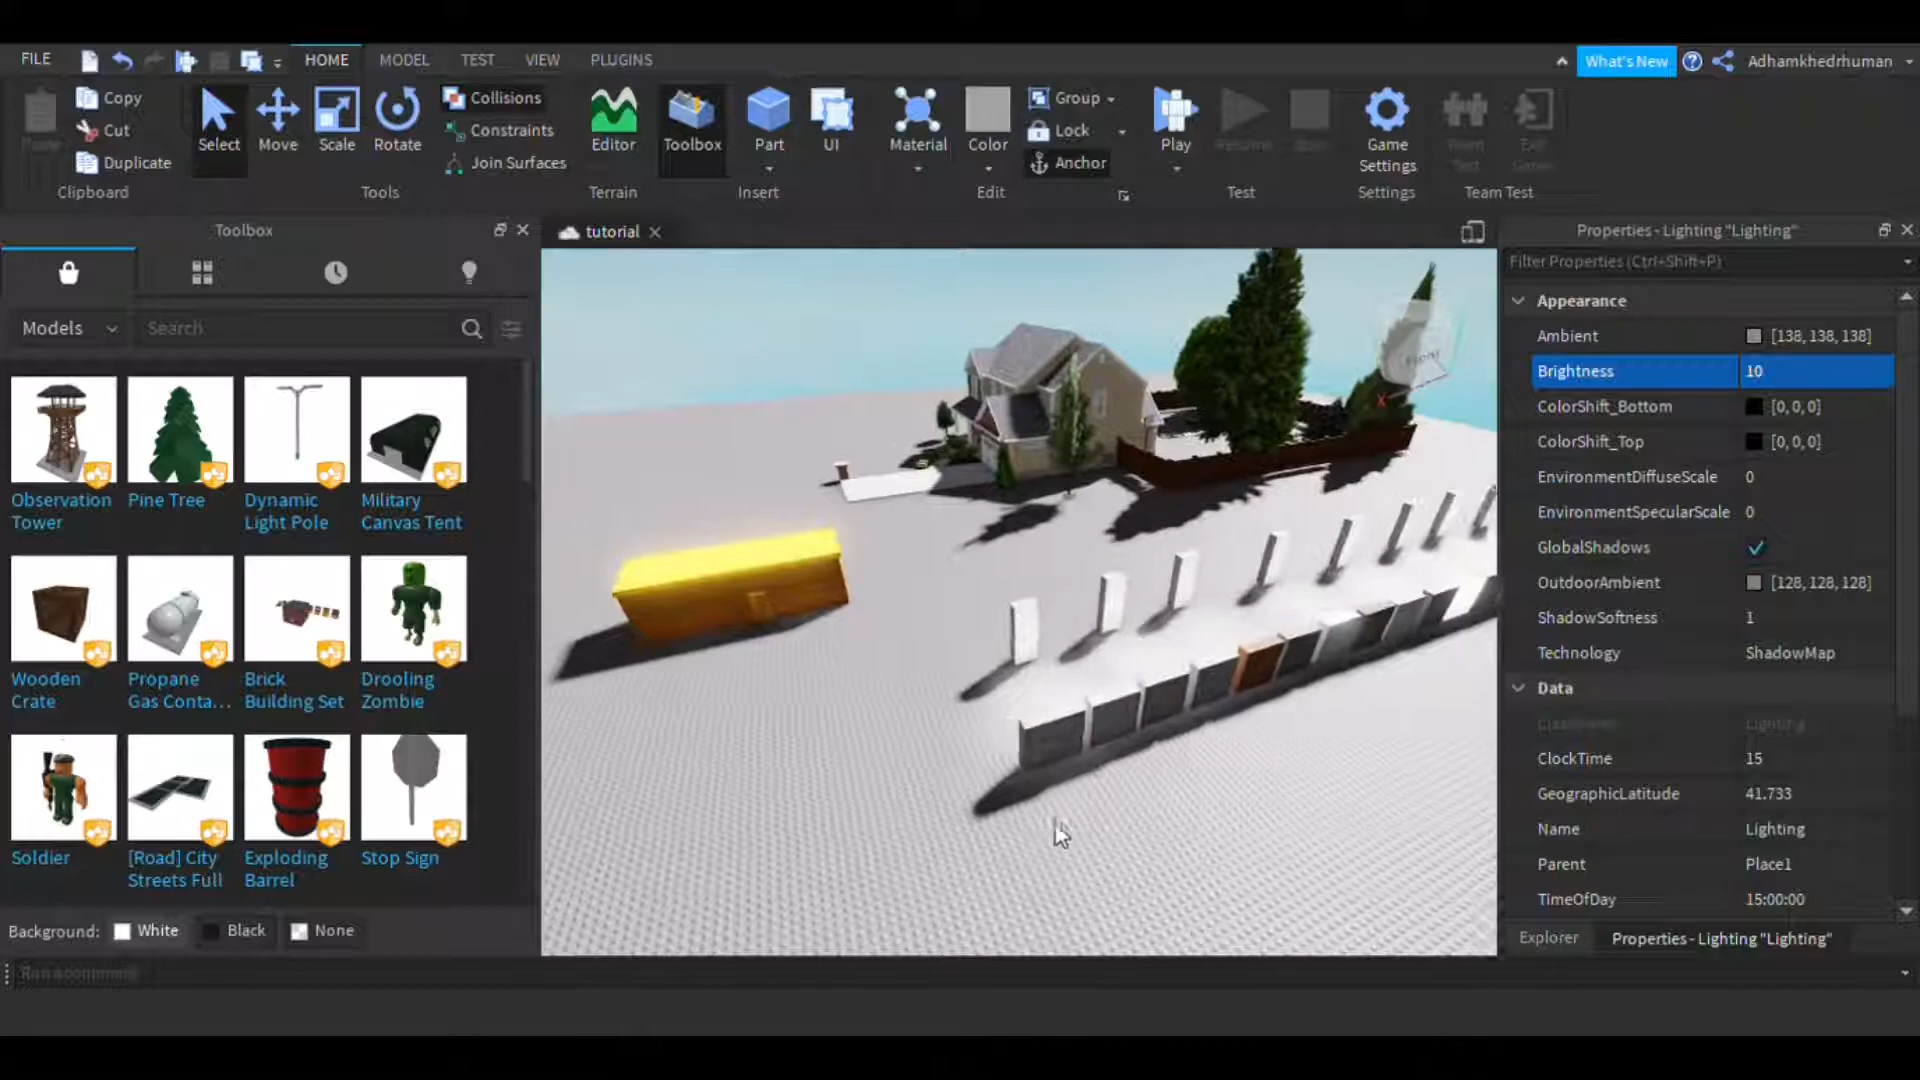 FILE
HOME
MODEL
TEST
VIEW
PLUGINS
What's New
Adhamkhedrhuman
Copy
Cut
Duplicate
Clipboard
Select
Move
Scale
Rotate
Collisions
Constraints
Join Surfaces
Tools
Editor
Terrain
Toolbox
Part
UI
Insert
Material
Color
Group
Lock
Anchor
Edit
Play
Test
Game
Settings
Settings
Team Test
Toolbox
Models
Search
Observation
Tower
Pine Tree
Dynamic
Light Pole
Military
Canvas Tent
Wooden
Crate
Propane
Gas Conta...
Brick
Building Set
Drooling
Zombie
Soldier
[Road] City
Streets Full
Exploding
Barrel
Stop Sign
Background: White Black None
Run a command
tutorial
Front
X
Properties - Lighting "Lighting"
Filter Properties (Ctrl+Shift+P)
Appearance
Ambient [138, 138, 138]
Brightness 10
ColorShift_Bottom [0, 0, 0]
ColorShift_Top [0, 0, 0]
EnvironmentDiffuseScale 0
EnvironmentSpecularScale 0
GlobalShadows
OutdoorAmbient [128, 128, 128]
ShadowSoftness 1
Technology ShadowMap
Data
ClassName Lighting
ClockTime 15
GeographicLatitude 41.733
Name Lighting
Parent Place1
TimeOfDay 15:00:00
Explorer
Properties - Lighting "Lighting"